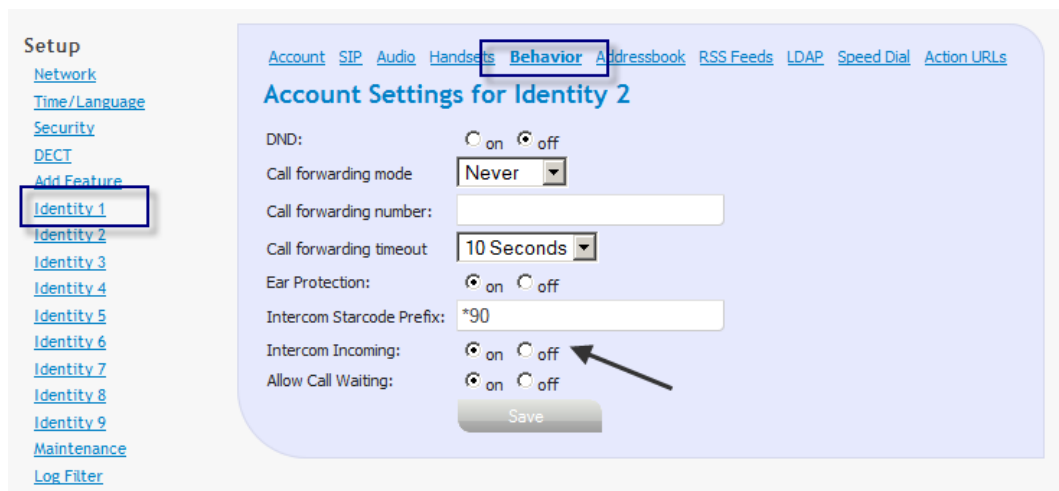 Setup
Network
Time/Language
Security
DECT
Add Feature
Identity 1
Identity 2
Identity 3
Identity 4
Identity 5
Identity 6
Identity 7
Identity 8
Identity 9
Maintenance
Log Filter
Account SIP Audio Handsets Behavior Addressbook RSS Feeds LDAP Speed Dial Action URLs
Account Settings for Identity 2
DND: on off
Call forwarding mode Never
Call forwarding number:
Call forwarding timeout 10 Seconds
Ear Protection: on off
Intercom Starcode Prefix: *90
Intercom Incoming: on off
Allow Call Waiting: on off
Save